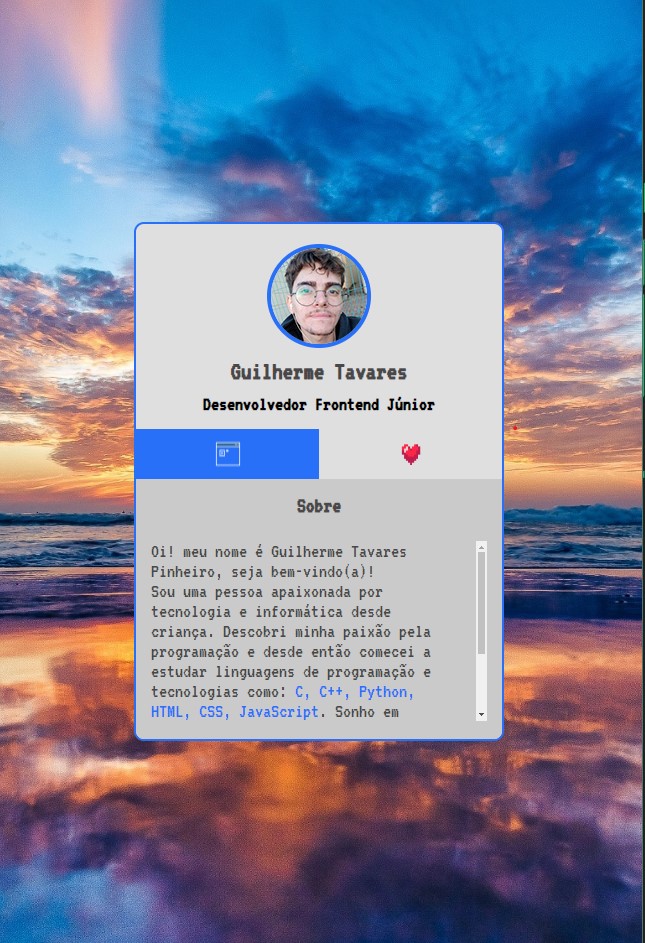 Guilherme Tavares
Desenvolvedor Frontend Júnior
Sobre
Oi! meu nome é Guilherme Tavares
Pinheiro, seja bem-vindo(a)!
Sou uma pessoa apaixonada por
tecnologia e informática desde
criança. Descobri minha paixão pela
programação e desde então comecei a
estudar linguagens de programação e
tecnologias como: C, C++, Python,
HTML, CSS, JavaScript. Sonho em